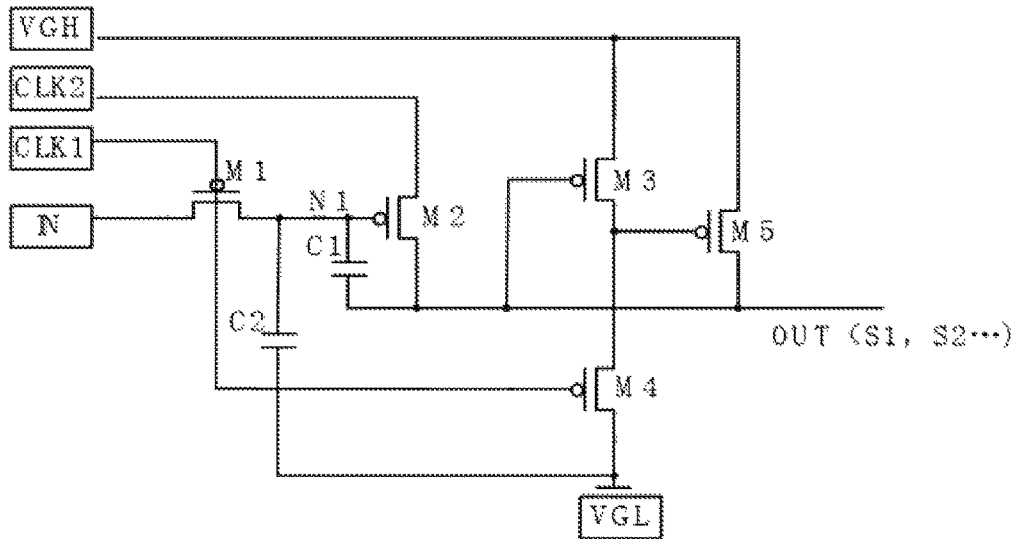 VGH
CLK2
CLK1
M1
IN
N1
M2
C1
C2
M3
M5
OUT (S1, S2···)
M4
VGL